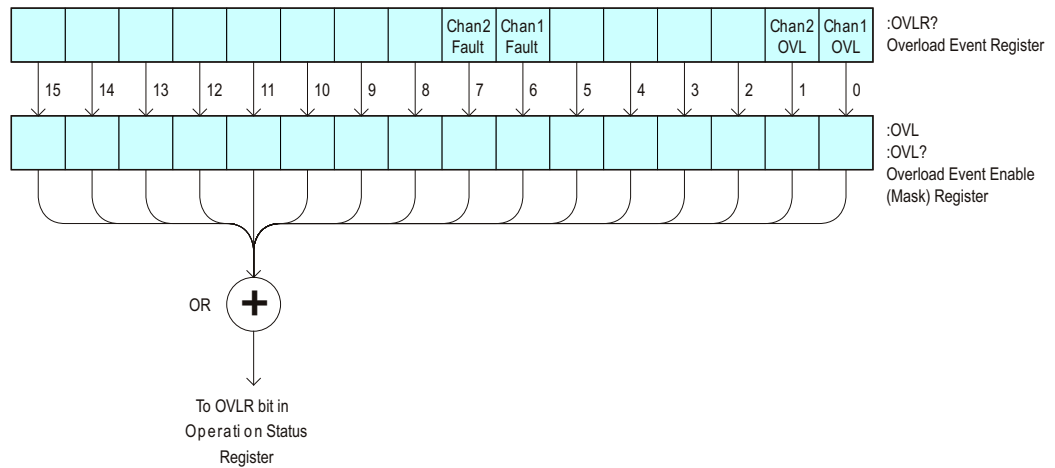 Chan2 Chan1 Chan2 Chan1 :OVLR?
Fault Fault OVL OVL Overload Event Register
15 14 13 12 11 10 9 8 7 6 5 4 3 2 1 0
:OVL
:OVL?
Overload Event Enable
(Mask) Register
OR +
To OVLR bit in
Operation Status
Register